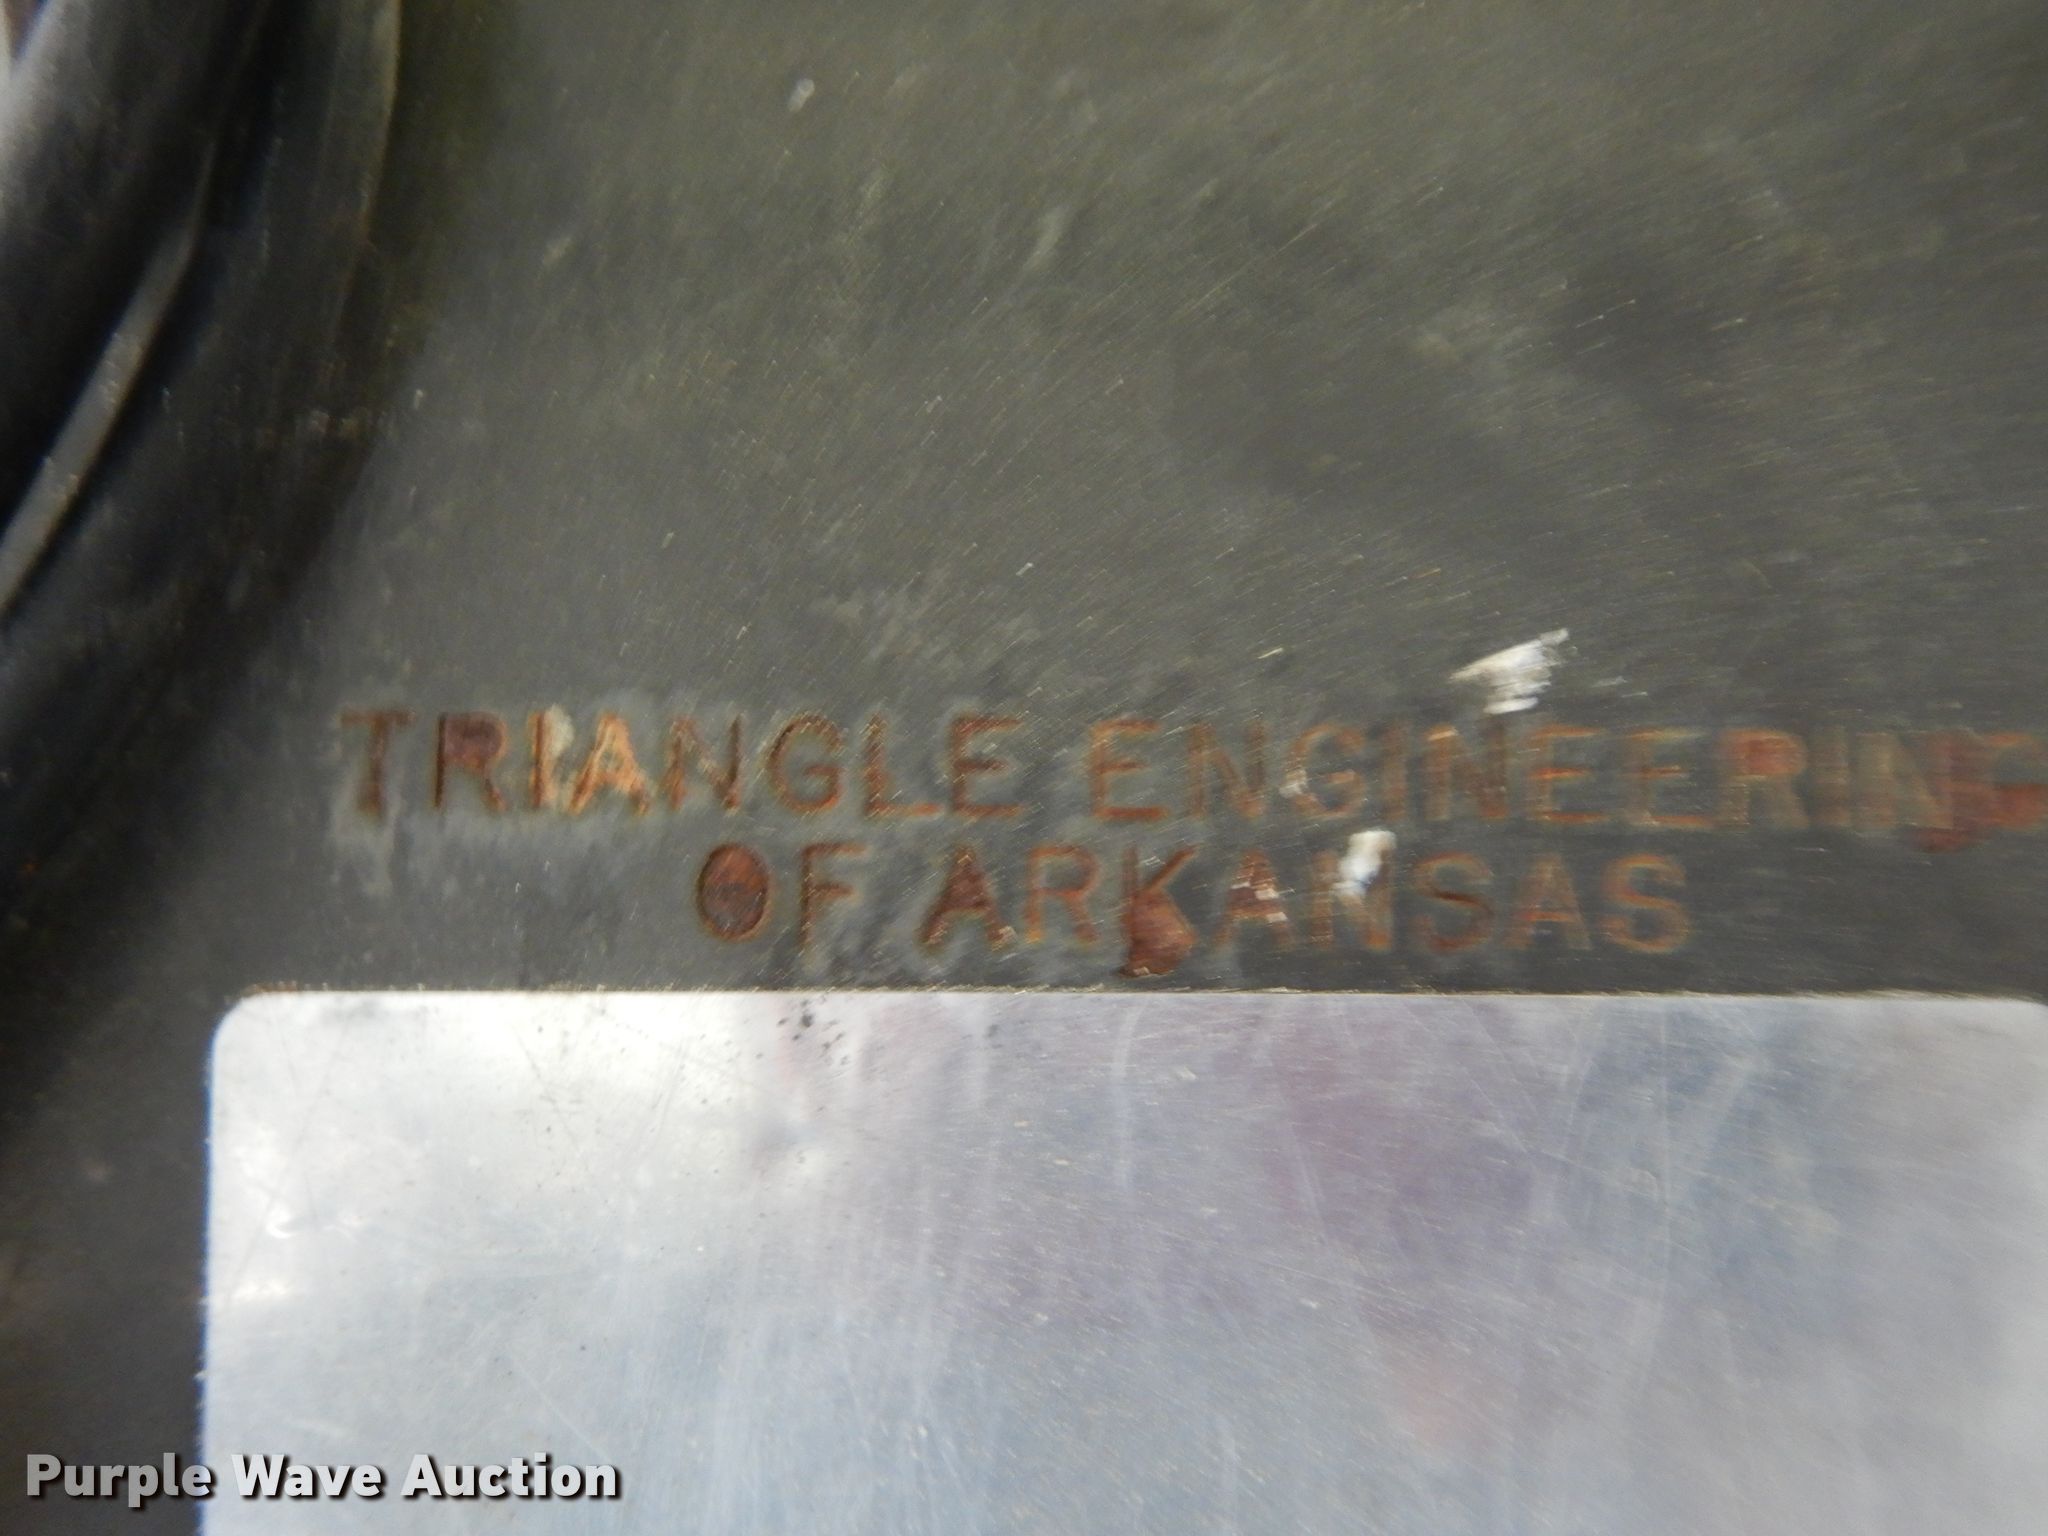 TRIANGLE ENGINEERING
OF ARKANSAS
Purple Wave Auction